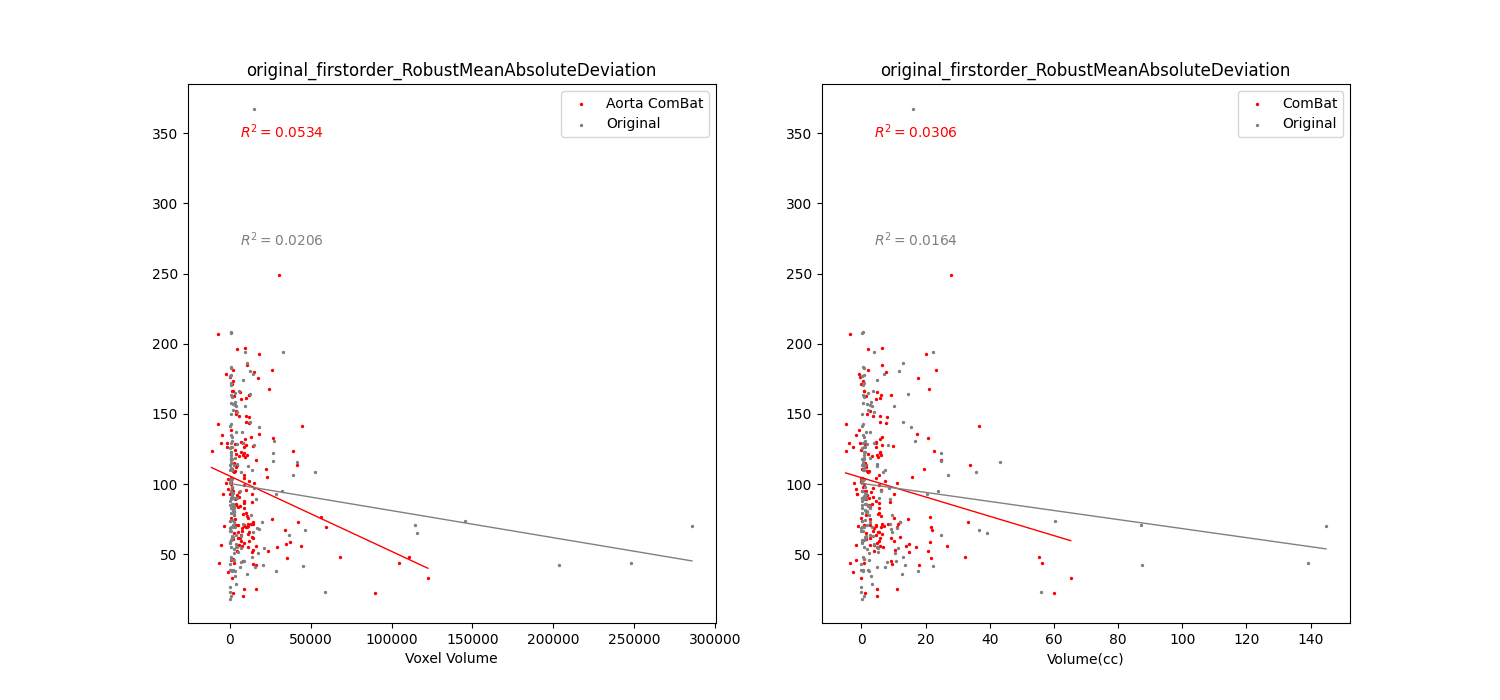 original_firstorder_RobustMeanAbsoluteDeviation
Aorta ComBat
Original
R² = 0.0534
R² = 0.0206
350
300
250
200
150
100
50
0
50000
100000
150000
200000
250000
300000
Voxel Volume
original_firstorder_RobustMeanAbsoluteDeviation
ComBat
Original
R² = 0.0306
R² = 0.0164
350
300
250
200
150
100
50
0
20
40
60
80
100
120
140
Volume(cc)